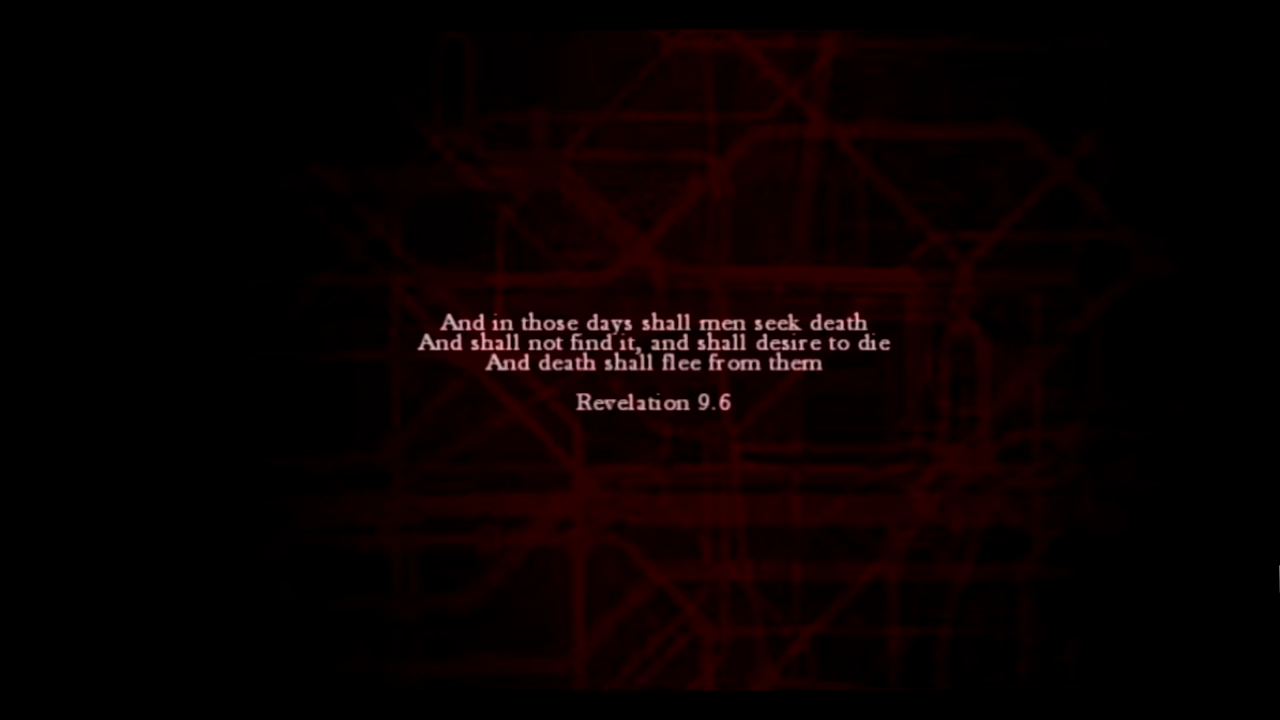 And in those days shall men seek death
And shall not find it, and shall desire to die
And death shall flee from them
Revelation 9.6